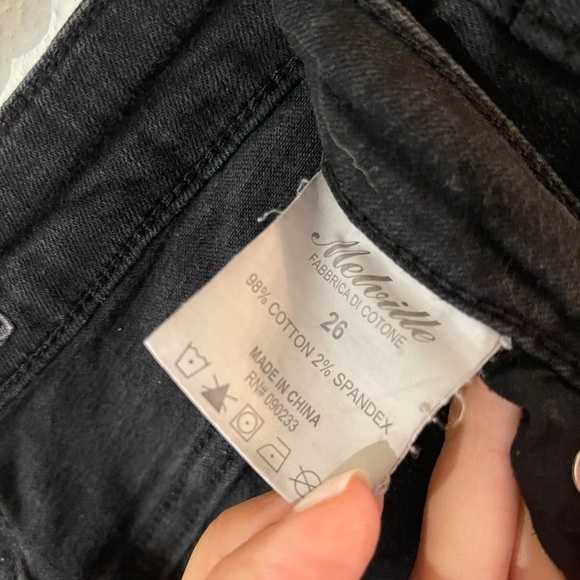 Melville
FABBRICA DI COTONE
26
98% COTTON 2% SPANDEX
MADE IN CHINA
RN# 090233